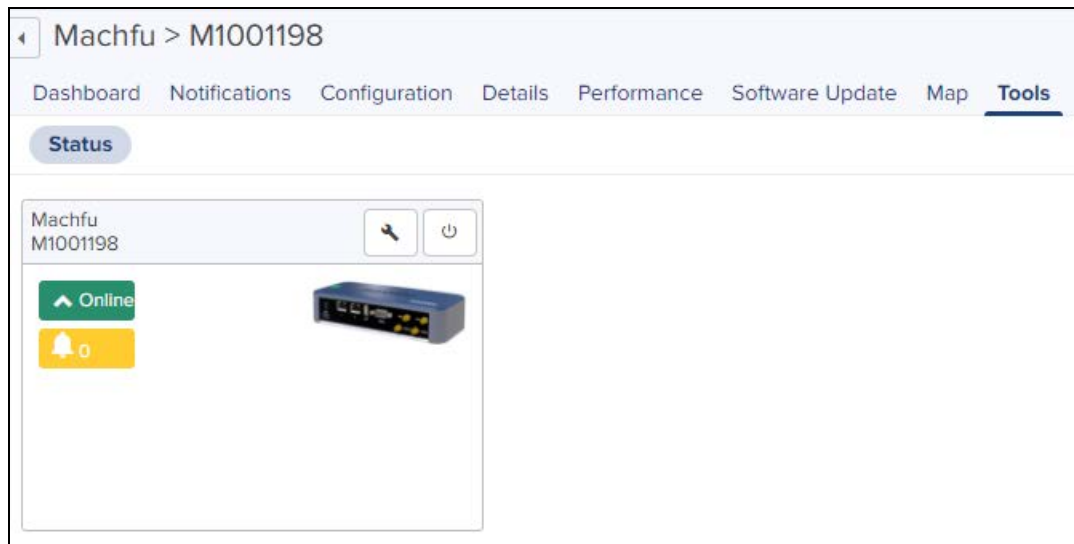 Machfu > M1001198
Dashboard Notifications Configuration Details Performance Software Update Map Tools
Status
Machfu
M1001198
Online
0